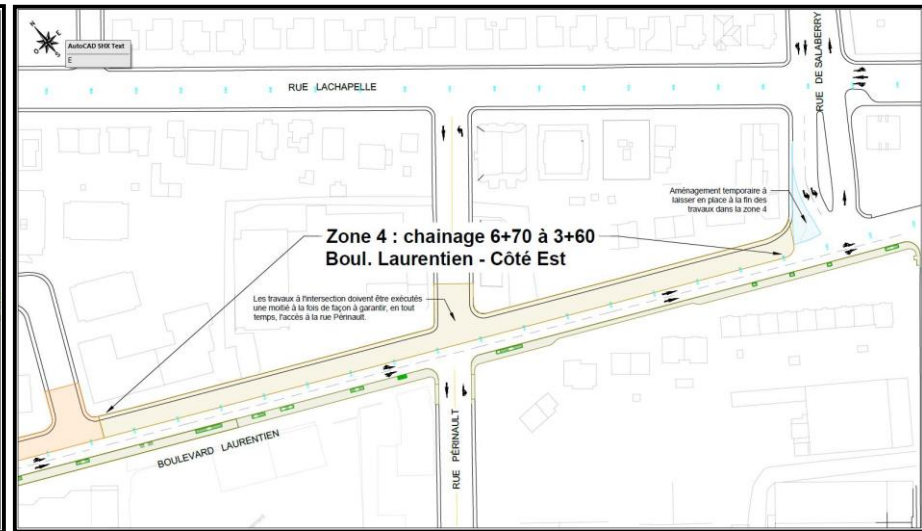 N
E
O
S
AutoCAD SHX Text
E
RUE LACHAPELLE
RUE DE SALABERRY
Aménagement temporaire à
laisser en place à la fin des
travaux dans la zone 4
Zone 4 : chainage 6+70 à 3+60
Boul. Laurentien - Côté Est
Les travaux à l'intersection doivent être exécutés
une moitié à la fois de façon à garantir, en tout
temps, l'accès à la rue Périnault.
BOULEVARD LAURENTIEN
RUE PÉRINAULT